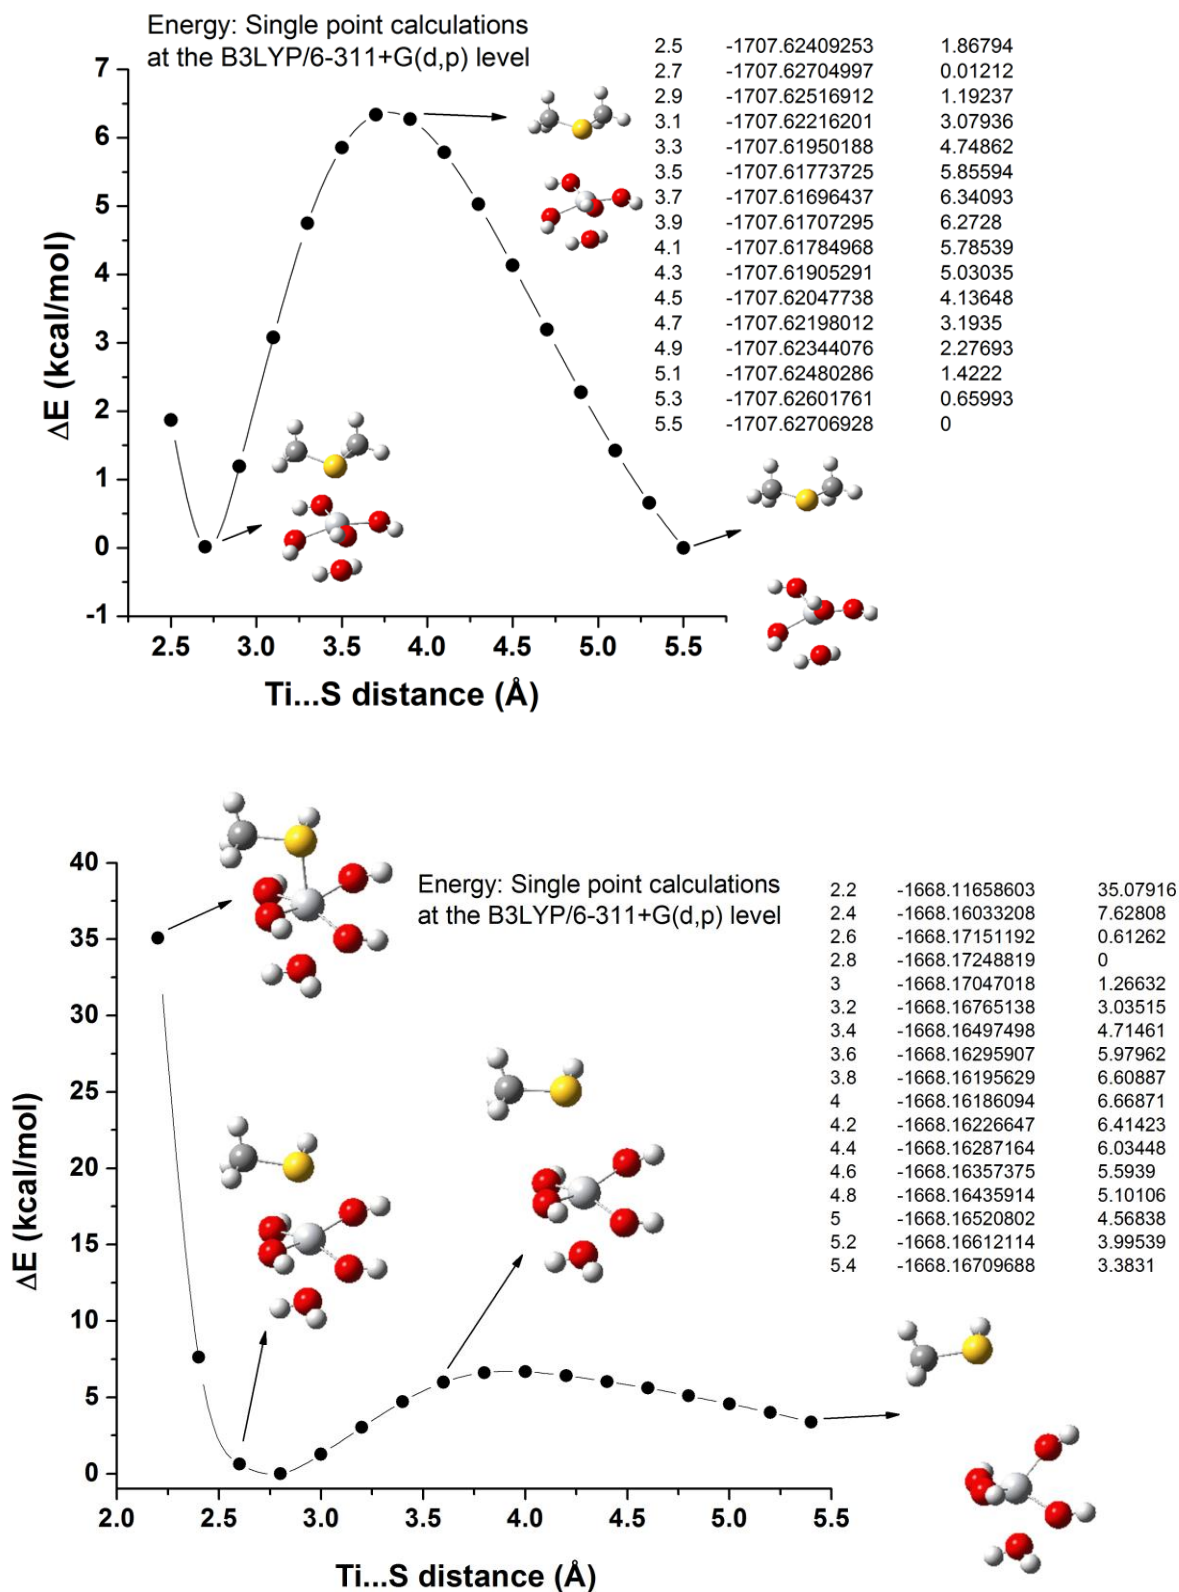 Energy: Single point calculations
at the B3LYP/6-311+G(d,p) level
2.5 -1707.62409253 1.86794
2.7 -1707.62704997 0.01212
2.9 -1707.62516912 1.19237
3.1 -1707.62216201 3.07936
3.3 -1707.61950188 4.74862
3.5 -1707.61773725 5.85594
3.7 -1707.61696437 6.34093
3.9 -1707.61707295 6.2728
4.1 -1707.61784968 5.78539
4.3 -1707.61905291 5.03035
4.5 -1707.62047738 4.13648
4.7 -1707.62198012 3.1935
4.9 -1707.62344076 2.27693
5.1 -1707.62480286 1.4222
5.3 -1707.62601761 0.65993
5.5 -1707.62706928 0
7
6
5
4
3
2
1
0
-1
ΔE (kcal/mol)
2.5 3.0 3.5 4.0 4.5 5.0 5.5
Ti...S distance (Å)
Energy: Single point calculations
at the B3LYP/6-311+G(d,p) level
2.2 -1668.11658603 35.07916
2.4 -1668.16033208 7.62808
2.6 -1668.17151192 0.61262
2.8 -1668.17248819 0
3 -1668.17047018 1.26632
3.2 -1668.16765138 3.03515
3.4 -1668.16497498 4.71461
3.6 -1668.16295907 5.97962
3.8 -1668.16195629 6.60887
4 -1668.16186094 6.66871
4.2 -1668.16226647 6.41423
4.4 -1668.16287164 6.03448
4.6 -1668.16357375 5.5939
4.8 -1668.16435914 5.10106
5 -1668.16520802 4.56838
5.2 -1668.16612114 3.99539
5.4 -1668.16709688 3.3831
40
35
30
25
20
15
10
5
0
ΔE (kcal/mol)
2.0 2.5 3.0 3.5 4.0 4.5 5.0 5.5
Ti...S distance (Å)